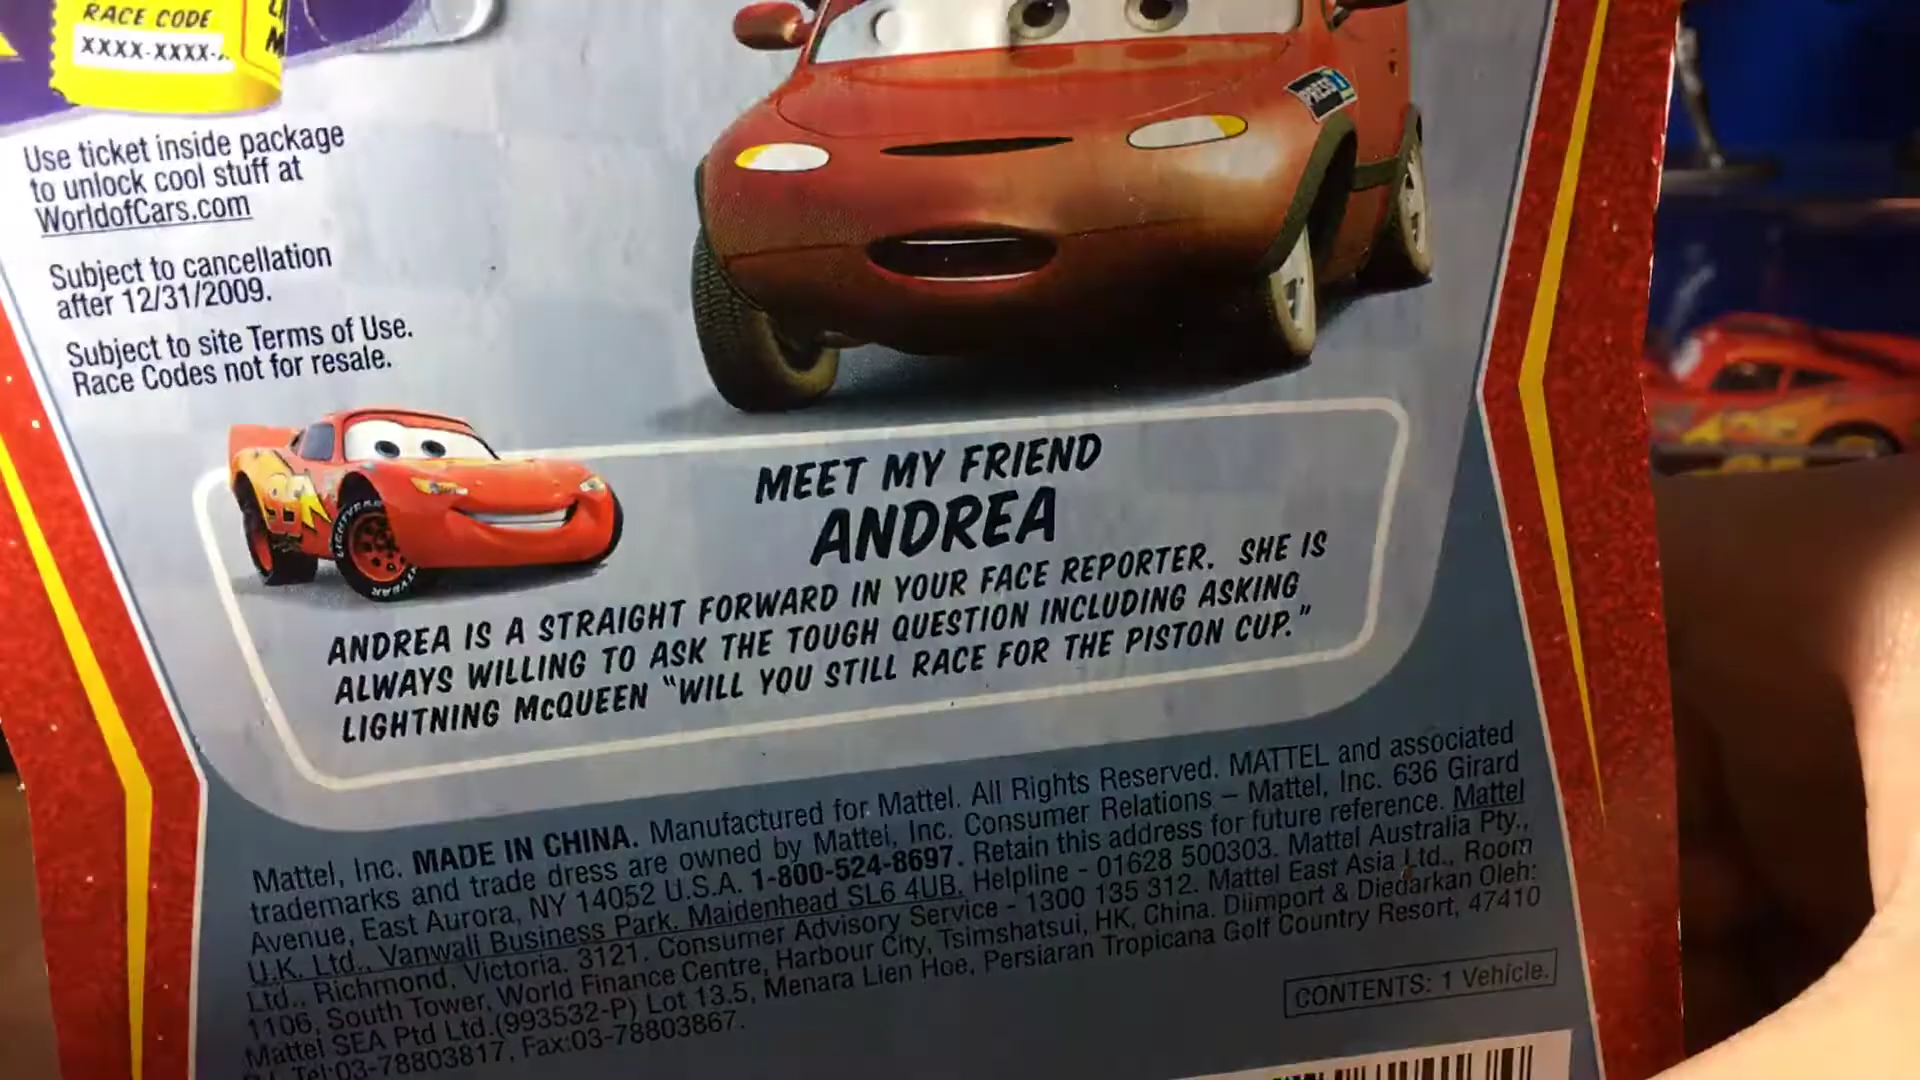 RACE CODE
XXXX-XXXX-
Use ticket inside package
to unlock cool stuff at
WorldofCars.com
Subject to cancellation
after 12/31/2009.
Subject to site Terms of Use.
Race Codes not for resale.
PRESS
95
LIGHTYEAR
MEET MY FRIEND
ANDREA
ANDREA IS A STRAIGHT FORWARD IN YOUR FACE REPORTER. SHE IS
ALWAYS WILLING TO ASK THE TOUGH QUESTION INCLUDING ASKING
LIGHTNING McQUEEN "WILL YOU STILL RACE FOR THE PISTON CUP."
Mattel, Inc. MADE IN CHINA. Manufactured for Mattel. All Rights Reserved. MATTEL and associated
trademarks and trade dress are owned by Mattel, Inc. Consumer Relations – Mattel, Inc. 636 Girard
Avenue, East Aurora, NY 14052 U.S.A. 1-800-524-8697. Retain this address for future reference. Mattel
U.K. Ltd., Vanwall Business Park. Maidenhead SL6 4UB. Helpline - 01628 500303. Mattel Australia Pty.,
Ltd., Richmond, Victoria. 3121. Consumer Advisory Service - 1300 135 312. Mattel East Asia Ltd., Room
1106, South Tower, World Finance Centre, Harbour City, Tsimshatsui, HK, China. Diimport & Diedarkan Oleh:
Mattel SEA Ptd Ltd.(993532-P) Lot 13.5, Menara Lien Hoe, Persiaran Tropicana Golf Country Resort, 47410
Tel:03-78803817, Fax:03-78803867.
CONTENTS: 1 Vehicle.